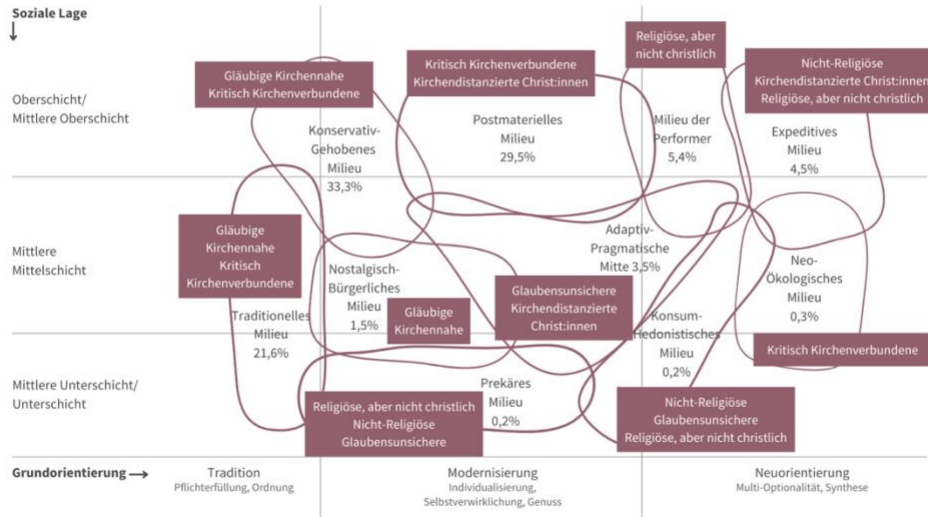 Soziale Lage
↓
Religiöse, aber
nicht christlich
Kritisch Kirchenverbundene
Kirchendistanzierte Christ:innen
Nicht-Religiöse
Kirchendistanzierte Christ:innen
Religiöse, aber nicht christlich
Gläubige Kirchennahe
Kritisch Kirchenverbundene
Oberschicht/
Mittlere Oberschicht
Konservativ-
Gehobenes
Milieu
33,3%
Postmaterielles
Milieu
29,5%
Milieu der
Performer
5,4%
Expeditives
Milieu
4,5%
Mittlere
Mittelschicht
Gläubige
Kirchennahe
Kritisch
Kirchenverbundene
Traditionelles
Milieu
21,6%
Nostalgisch-
Bürgerliches
Milieu
1,5%
Gläubige
Kirchennahe
Glaubensunsichere
Kirchendistanzierte
Christ:innen
Adaptiv-
Pragmatische
Mitte 3,5%
Neo-
Ökologisches
Milieu
0,3%
Konsum-
Hedonistisches
Milieu
0,2%
Kritisch Kirchenverbundene
Mittlere Unterschicht/
Unterschicht
Religiöse, aber nicht christlich
Nicht-Religiöse
Glaubensunsichere
Prekäres
Milieu
0,2%
Nicht-Religiöse
Glaubensunsichere
Religiöse, aber nicht christlich
Grundorientierung →
Tradition
Pflichterfüllung, Ordnung
Modernisierung
Individualisierung,
Selbstverwirklichung, Genuss
Neuorientierung
Multi-Optionalität, Synthese